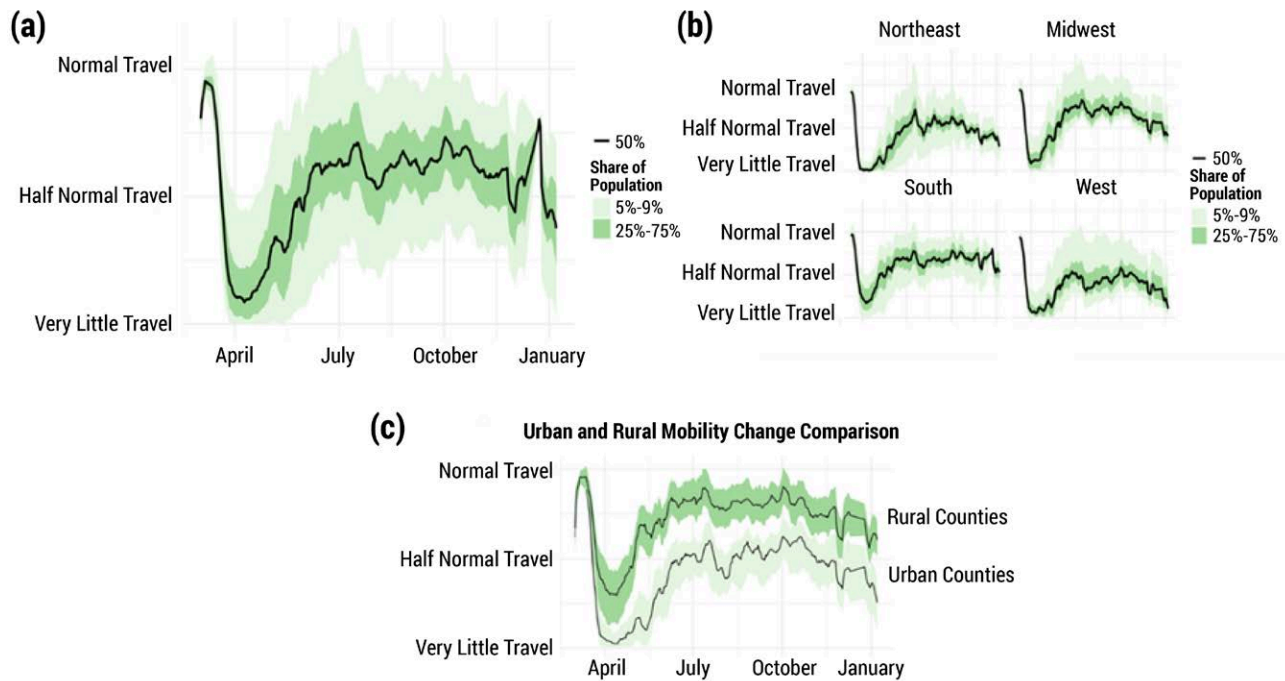 (a)
Normal Travel
Half Normal Travel
Very Little Travel
April July October January
50%
Share of
Population
5%-9%
25%-75%
(b)
Northeast Midwest
Normal Travel
Half Normal Travel
Very Little Travel
South West
Normal Travel
Half Normal Travel
Very Little Travel
50%
Share of
Population
5%-9%
25%-75%
(c)
Urban and Rural Mobility Change Comparison
Normal Travel
Half Normal Travel
Very Little Travel
Rural Counties
Urban Counties
April July October January